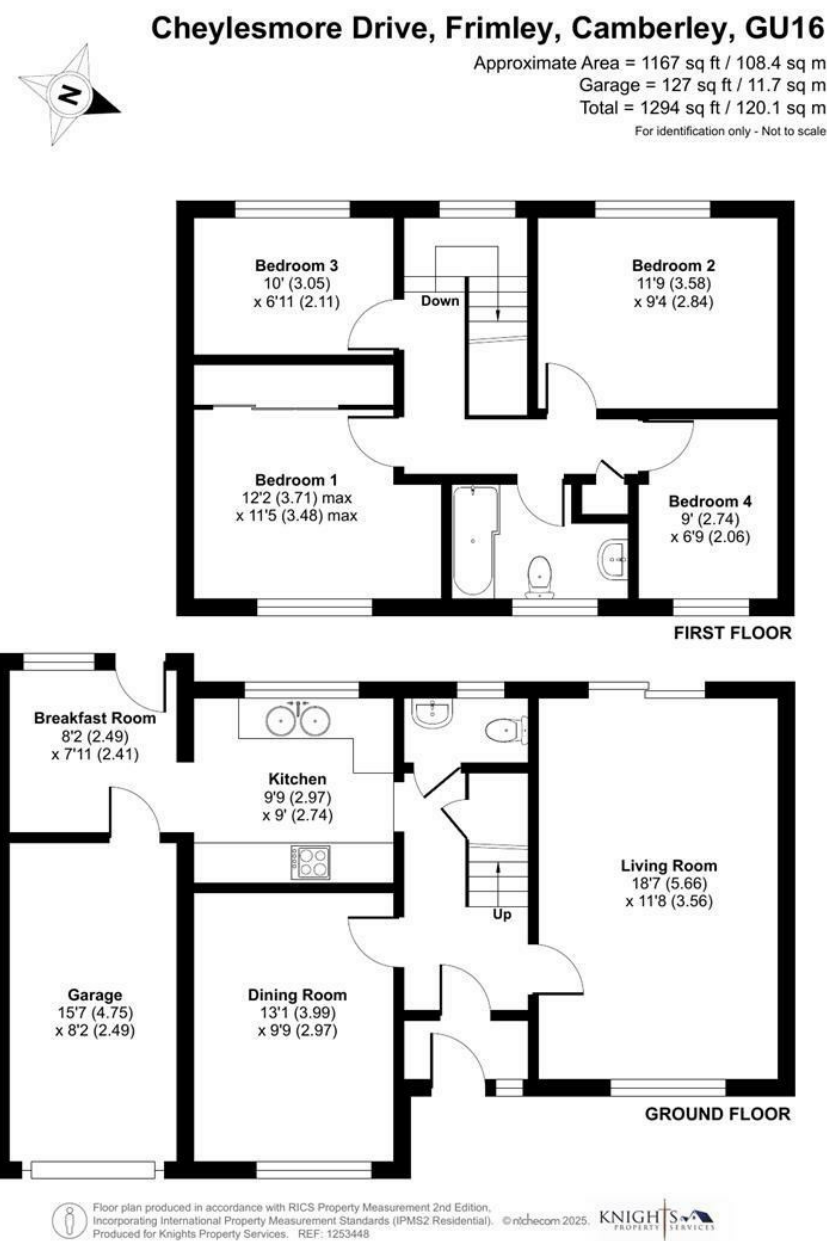 Cheylesmore Drive, Frimley, Camberley, GU16
Approximate Area = 1167 sq ft / 108.4 sq m
Garage = 127 sq ft / 11.7 sq m
Total = 1294 sq ft / 120.1 sq m
For identification only - Not to scale
N
Bedroom 3
10' (3.05)
x 6'11 (2.11)
Down
Bedroom 2
11'9 (3.58)
x 9'4 (2.84)
Bedroom 1
12'2 (3.71) max
x 11'5 (3.48) max
Bedroom 4
9' (2.74)
x 6'9 (2.06)
FIRST FLOOR
Breakfast Room
8'2 (2.49)
x 7'11 (2.41)
Kitchen
9'9 (2.97)
x 9' (2.74)
Living Room
18'7 (5.66)
x 11'8 (3.56)
Up
Garage
15'7 (4.75)
x 8'2 (2.49)
Dining Room
13'1 (3.99)
x 9'9 (2.97)
GROUND FLOOR
Floor plan produced in accordance with RICS Property Measurement 2nd Edition,
Incorporating International Property Measurement Standards (IPMS2 Residential). © nichecom 2025.
Produced for Knights Property Services. REF: 1253448
KNIGHTS
PROPERTY SERVICES